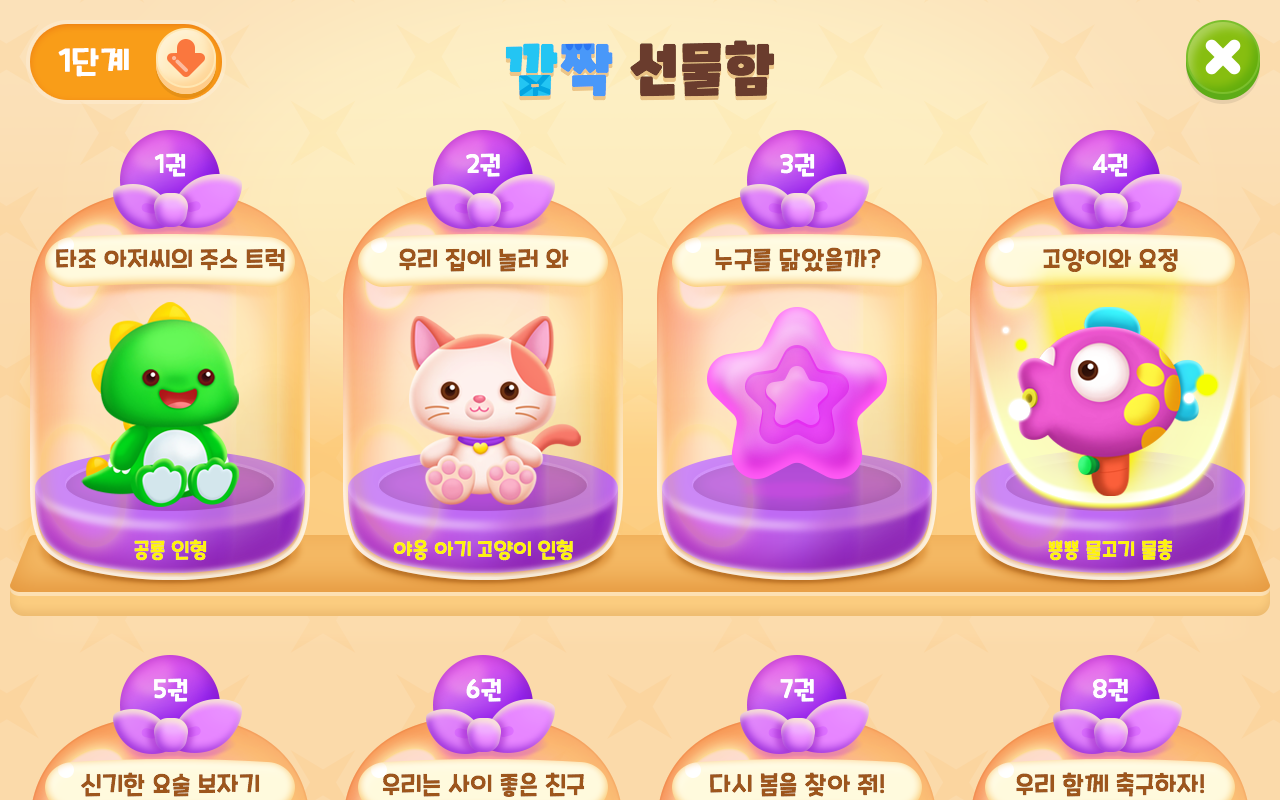 1단계
깜짝 선물함
1권
2권
3권
4권
타조 아저씨의 주스 트럭
우리 집에 놀러 와
누구를 닮았을까?
고양이와 요정
공룡 인형
야옹 아기 고양이 인형
뿅뿅 물고기 물총
5권
6권
7권
8권
신기한 요술 보자기
우리는 사이 좋은 친구
다시 봄을 찾아 줘!
우리 함께 축구하자!